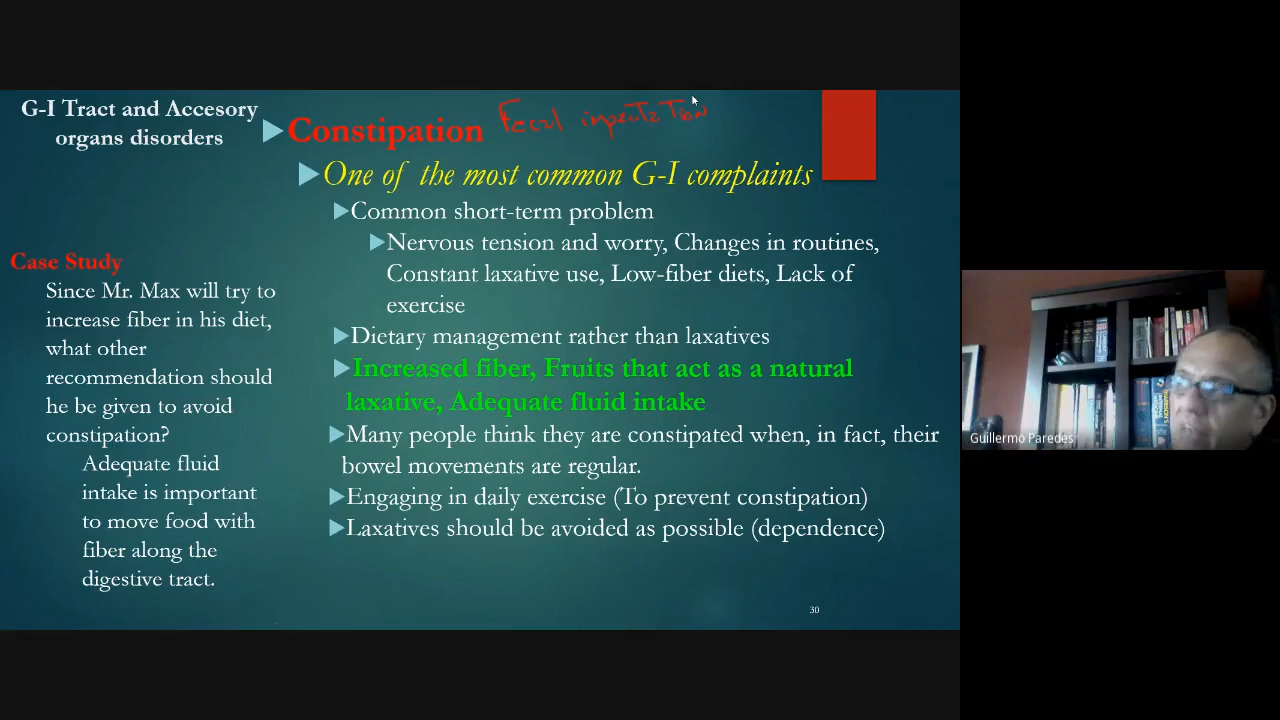 G-I Tract and Accesory
organs disorders
Constipation
Fecal impactation
One of the most common G-I complaints
Common short-term problem
Nervous tension and worry, Changes in routines,
Constant laxative use, Low-fiber diets, Lack of
exercise
Dietary management rather than laxatives
Increased fiber, Fruits that act as a natural
laxative, Adequate fluid intake
Many people think they are constipated when, in fact, their
bowel movements are regular.
Engaging in daily exercise (To prevent constipation)
Laxatives should be avoided as possible (dependence)
Case Study
Since Mr. Max will try to
increase fiber in his diet,
what other
recommendation should
he be given to avoid
constipation?
Adequate fluid
intake is important
to move food with
fiber along the
digestive tract.
30
Guillermo Paredes